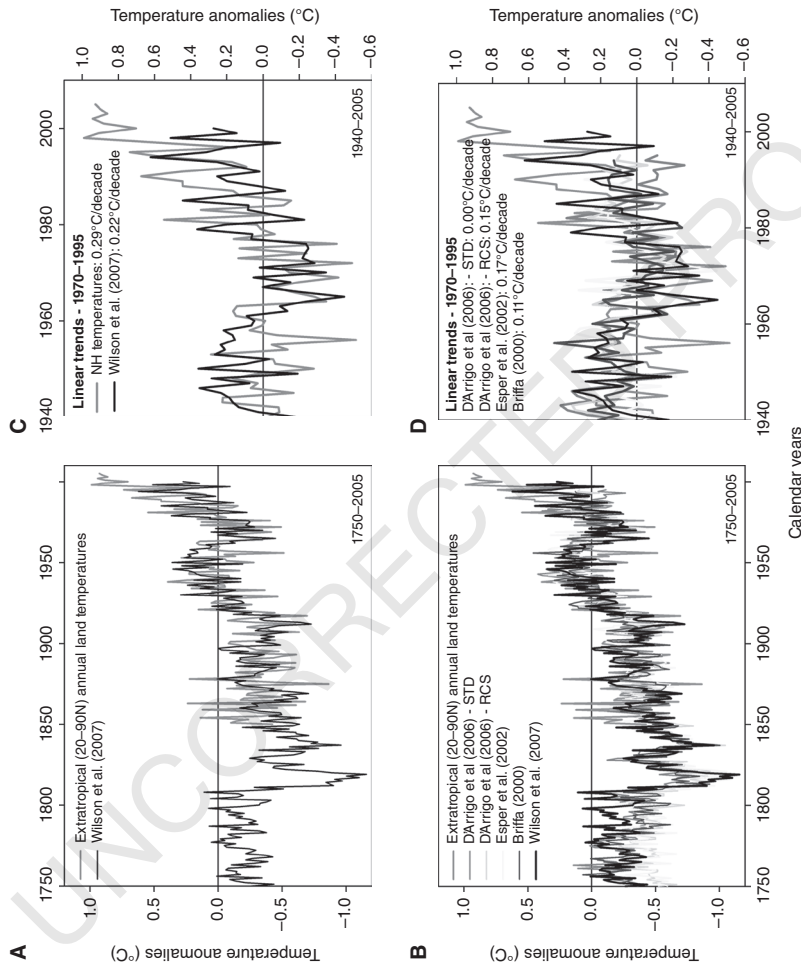 A
Temperature anomalies (°C)
1.0
0.5
0.0
−0.5
−1.0
Extratropical (20–90N) annual land temperatures
Wilson et al. (2007)
1750–2005
1750
1800
1850
1900
1950
B
Temperature anomalies (°C)
1.0
0.5
0.0
−0.5
−1.0
Extratropical (20–90N) annual land temperatures
D'Arrigo et al. (2006) - STD
D'Arrigo et al. (2006) - RCS
Esper et al. (2002)
Briffa (2000)
Wilson et al. (2007)
1750–2005
1750
1800
1850
1900
1950
C
Linear trends - 1970–1995
NH temperatures: 0.29°C/decade
Wilson et al. (2007): 0.22°C/decade
1940–2005
1940
1960
1980
2000
Temperature anomalies (°C)
1.0
0.8
0.6
0.4
0.2
0.0
−0.2
−0.4
−0.6
D
Linear trends - 1970–1995
D'Arrigo et al (2006): - STD: 0.00°C/decade
D'Arrigo et al (2006): - RCS: 0.15°C/decade
Esper et al. (2002): 0.17°C/decade
Briffa (2000): 0.11°C/decade
1940–2005
1940
1960
1980
2000
Temperature anomalies (°C)
1.0
0.8
0.6
0.4
0.2
0.0
−0.2
−0.4
−0.6
Calendar years
UNCORRECTED PRO